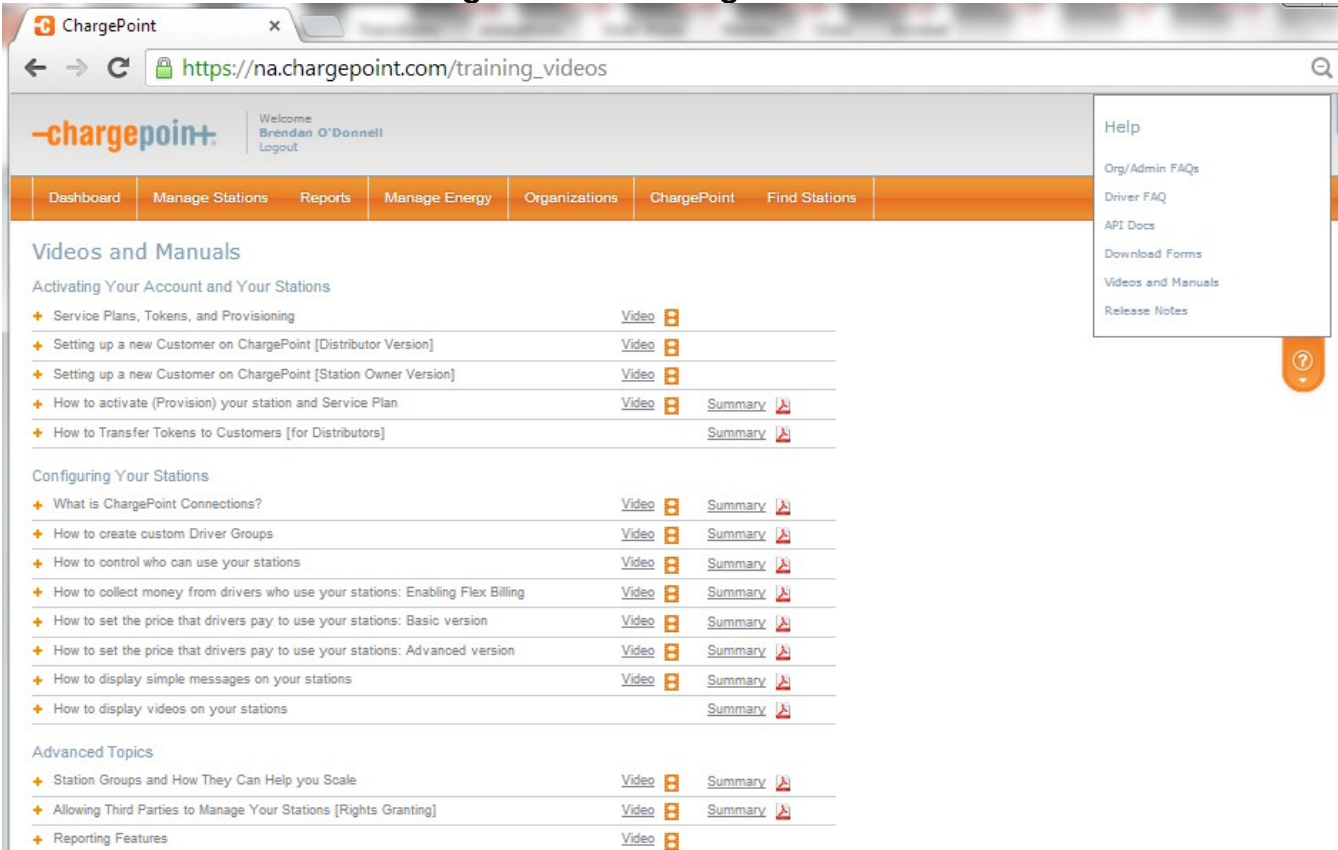 ChargePoint ×
https://na.chargepoint.com/training_videos
chargepoin+
Welcome
Brendan O'Donnell
Logout
Dashboard Manage Stations Reports Manage Energy Organizations ChargePoint Find Stations
Help
Org/Admin FAQs
Driver FAQ
API Docs
Download Forms
Videos and Manuals
Release Notes
?
Videos and Manuals
Activating Your Account and Your Stations
+ Service Plans, Tokens, and Provisioning Video
+ Setting up a new Customer on ChargePoint [Distributor Version] Video
+ Setting up a new Customer on ChargePoint [Station Owner Version] Video
+ How to activate (Provision) your station and Service Plan Video Summary
+ How to Transfer Tokens to Customers [for Distributors] Summary
Configuring Your Stations
+ What is ChargePoint Connections? Video Summary
+ How to create custom Driver Groups Video Summary
+ How to control who can use your stations Video Summary
+ How to collect money from drivers who use your stations: Enabling Flex Billing Video Summary
+ How to set the price that drivers pay to use your stations: Basic version Video Summary
+ How to set the price that drivers pay to use your stations: Advanced version Video Summary
+ How to display simple messages on your stations Video Summary
+ How to display videos on your stations Summary
Advanced Topics
+ Station Groups and How They Can Help you Scale Video Summary
+ Allowing Third Parties to Manage Your Stations [Rights Granting] Video Summary
+ Reporting Features Video